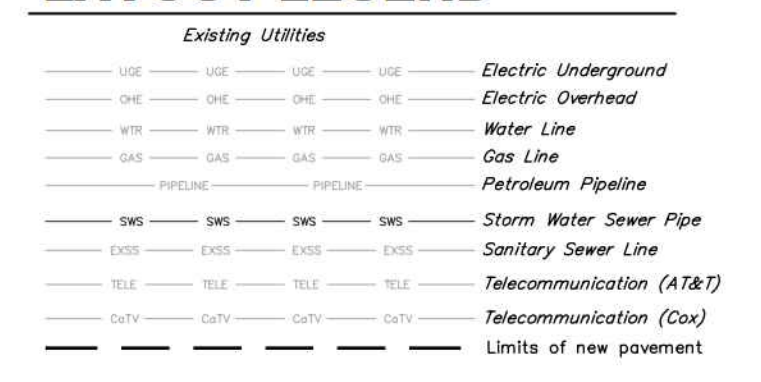 Existing Utilities
UGE UGE UGE UGE Electric Underground
OHE OHE OHE OHE Electric Overhead
WTR WTR WTR WTR Water Line
GAS GAS GAS GAS Gas Line
PIPELINE PIPELINE Petroleum Pipeline
SWS SWS SWS SWS Storm Water Sewer Pipe
EXSS EXSS EXSS EXSS Sanitary Sewer Line
TELE TELE TELE TELE Telecommunication (AT&T)
CaTV CaTV CaTV CaTV Telecommunication (Cox)
Limits of new pavement